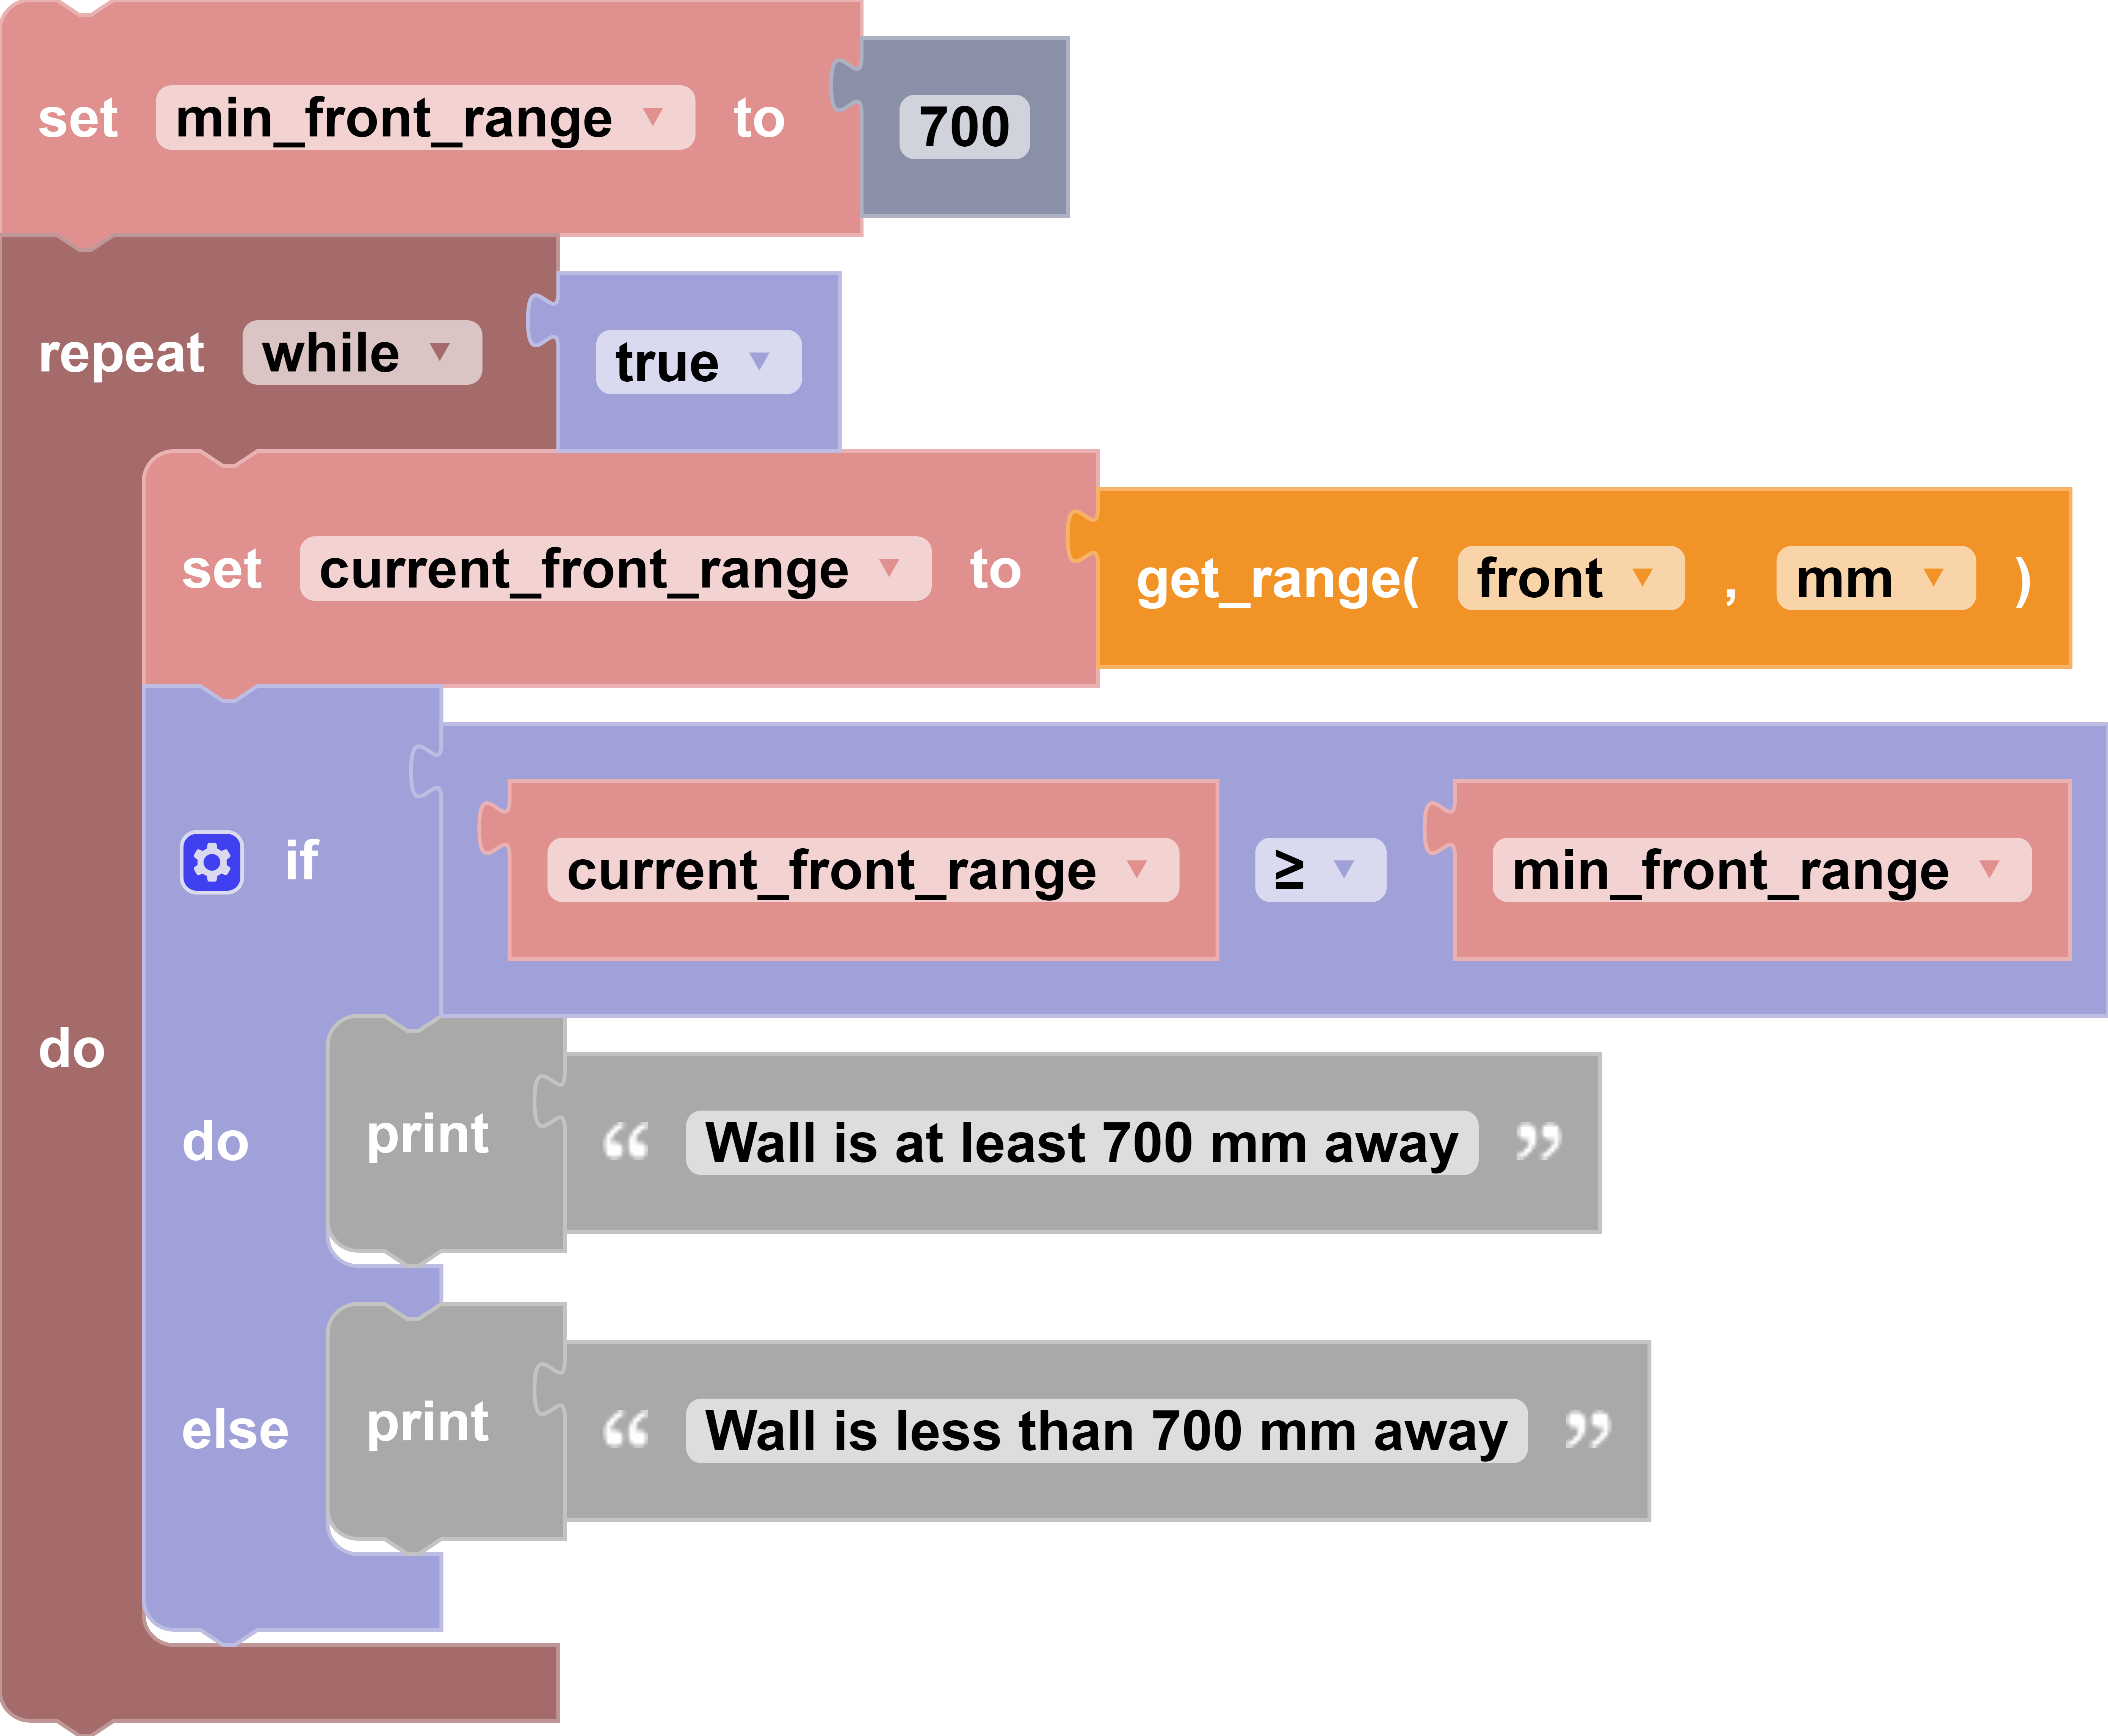 set min_front_range to 700
repeat while true
set current_front_range to get_range( front , mm )
if current_front_range ≥ min_front_range
do
do print “ Wall is at least 700 mm away ”
else print “ Wall is less than 700 mm away ”